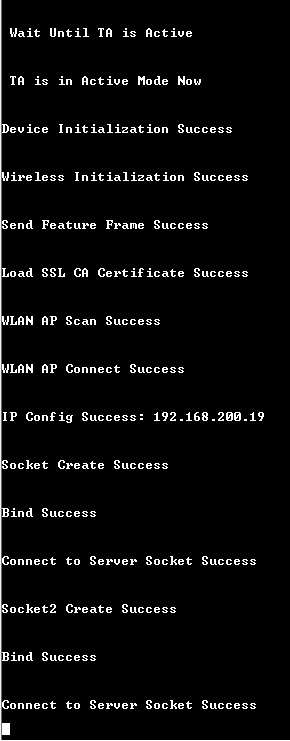 Wait Until TA is Active
TA is in Active Mode Now
Device Initialization Success
Wireless Initialization Success
Send Feature Frame Success
Load SSL CA Certificate Success
WLAN AP Scan Success
WLAN AP Connect Success
IP Config Success: 192.168.200.19
Socket Create Success
Bind Success
Connect to Server Socket Success
Socket2 Create Success
Bind Success
Connect to Server Socket Success